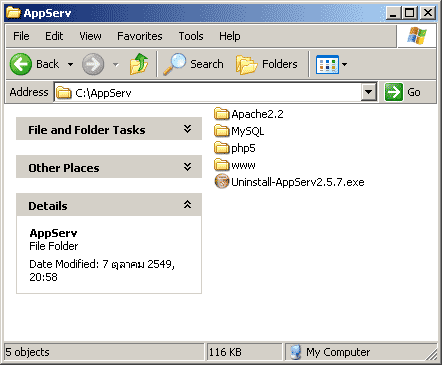 AppServ
File Edit View Favorites Tools Help
Back Search Folders
Address C:\AppServ Go
File and Folder Tasks
Other Places
Details
AppServ
File Folder
Date Modified: 7 ตุลาคม 2549,
20:58
Apache2.2
MySQL
php5
www
Uninstall-AppServ2.5.7.exe
5 objects 116 KB My Computer